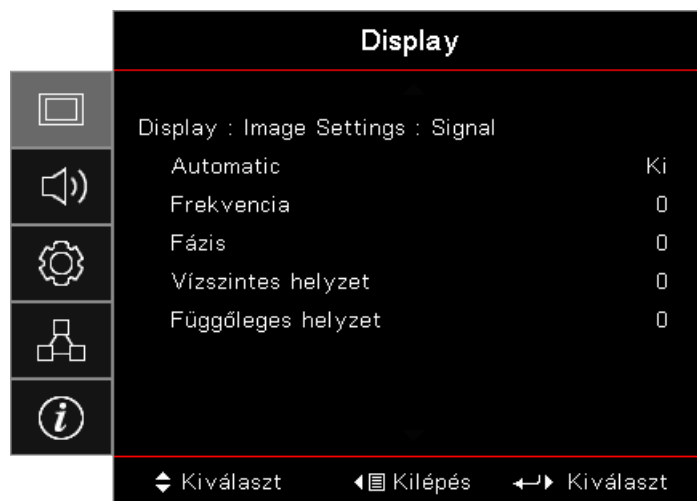 Display
Display : Image Settings : Signal
Automatic Ki
Frekvencia 0
Fázis 0
Vízszintes helyzet 0
Függőleges helyzet 0
Kiválaszt Kilépés Kiválaszt